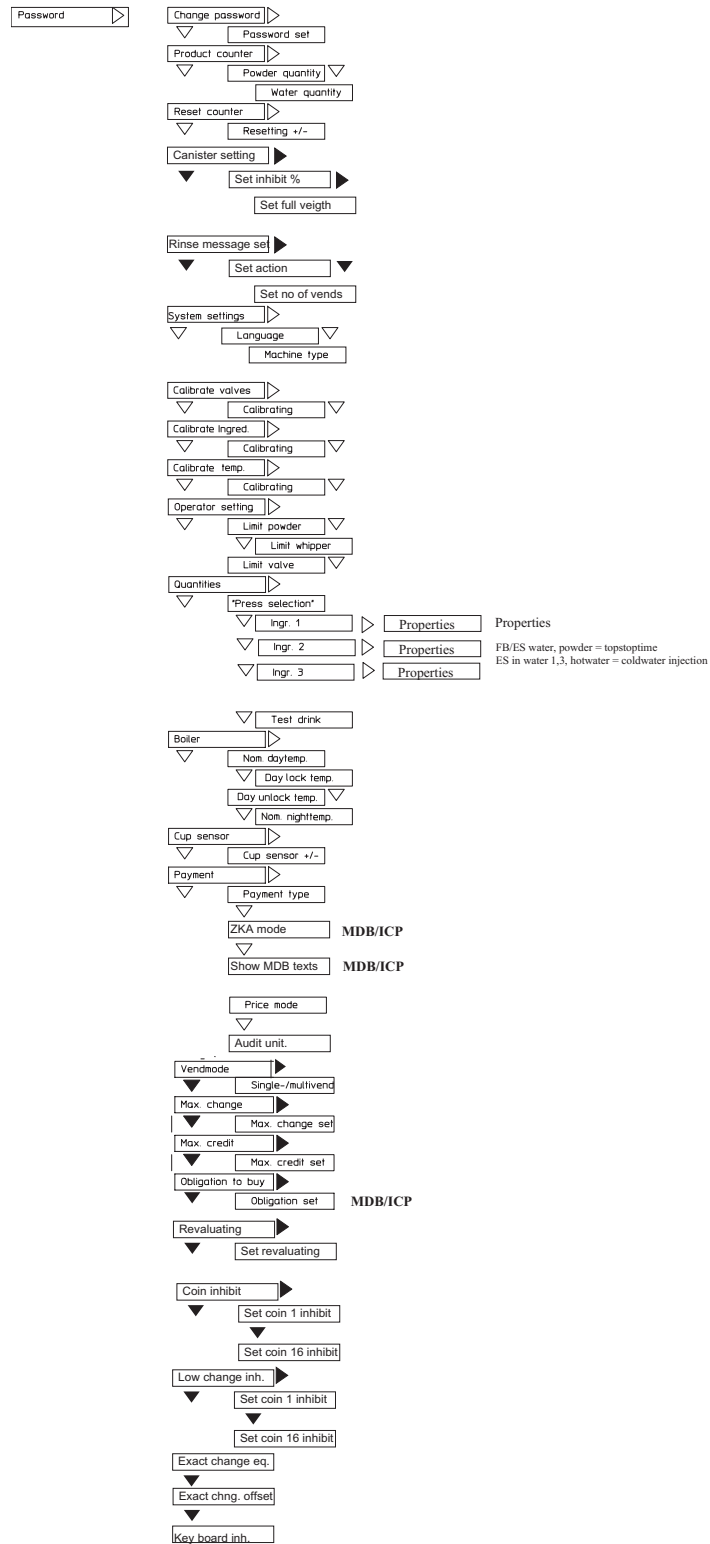 Password
Change password
Password set
Product counter
Powder quantity
Water quantity
Reset counter
Resetting +/-
Canister setting
Set inhibit %
Set full veigth
Rinse message set
Set action
Set no of vends
System settings
Language
Machine type
Calibrate valves
Calibrating
Calibrate Ingred.
Calibrating
Calibrate temp.
Calibrating
Operator setting
Limit powder
Limit whipper
Limit valve
Quantities
"Press selection"
Ingr. 1 Properties Properties
Ingr. 2 Properties FB/ES water, powder = topstoptime
ES in water 1,3, hotwater = coldwater injection
Ingr. 3 Properties
Test drink
Boiler
Nom. daytemp.
Day lock temp.
Day unlock temp.
Nom. nighttemp.
Cup sensor
Cup sensor +/-
Payment
Payment type
ZKA mode MDB/ICP
Show MDB texts MDB/ICP
Price mode
Audit unit.
Vendmode
Single-/multivend
Max. change
Max. change set
Max. credit
Max. credit set
Obligation to buy
Obligation set MDB/ICP
Revaluating
Set revaluating
Coin inhibit
Set coin 1 inhibit
Set coin 16 inhibit
Low change inh.
Set coin 1 inhibit
Set coin 16 inhibit
Exact change eq.
Exact chng. offset
Key board inh.